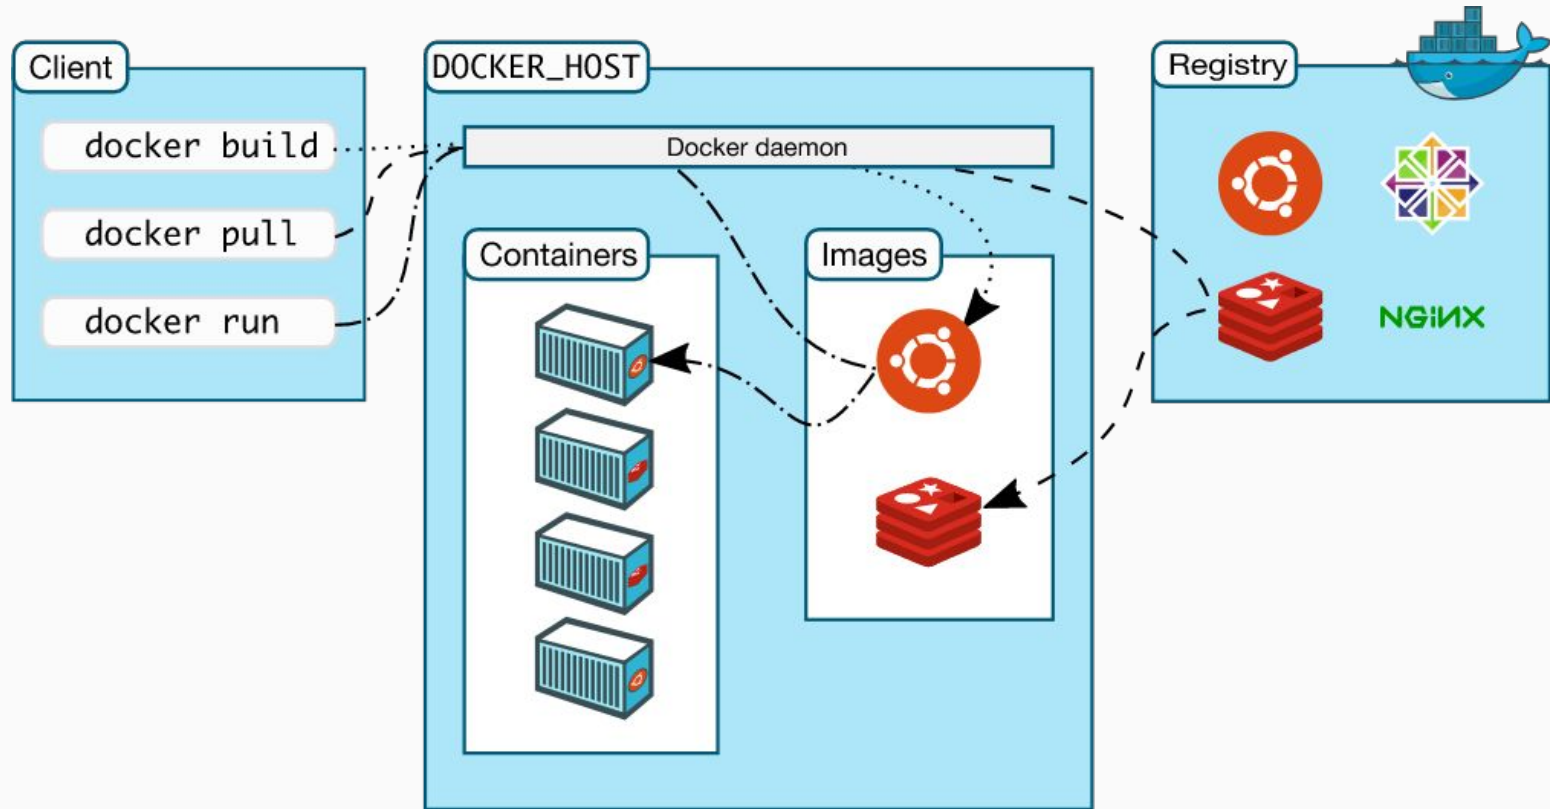 Client
docker build
docker pull
docker run
DOCKER_HOST
Docker daemon
Containers
Images
Registry
NGiNX